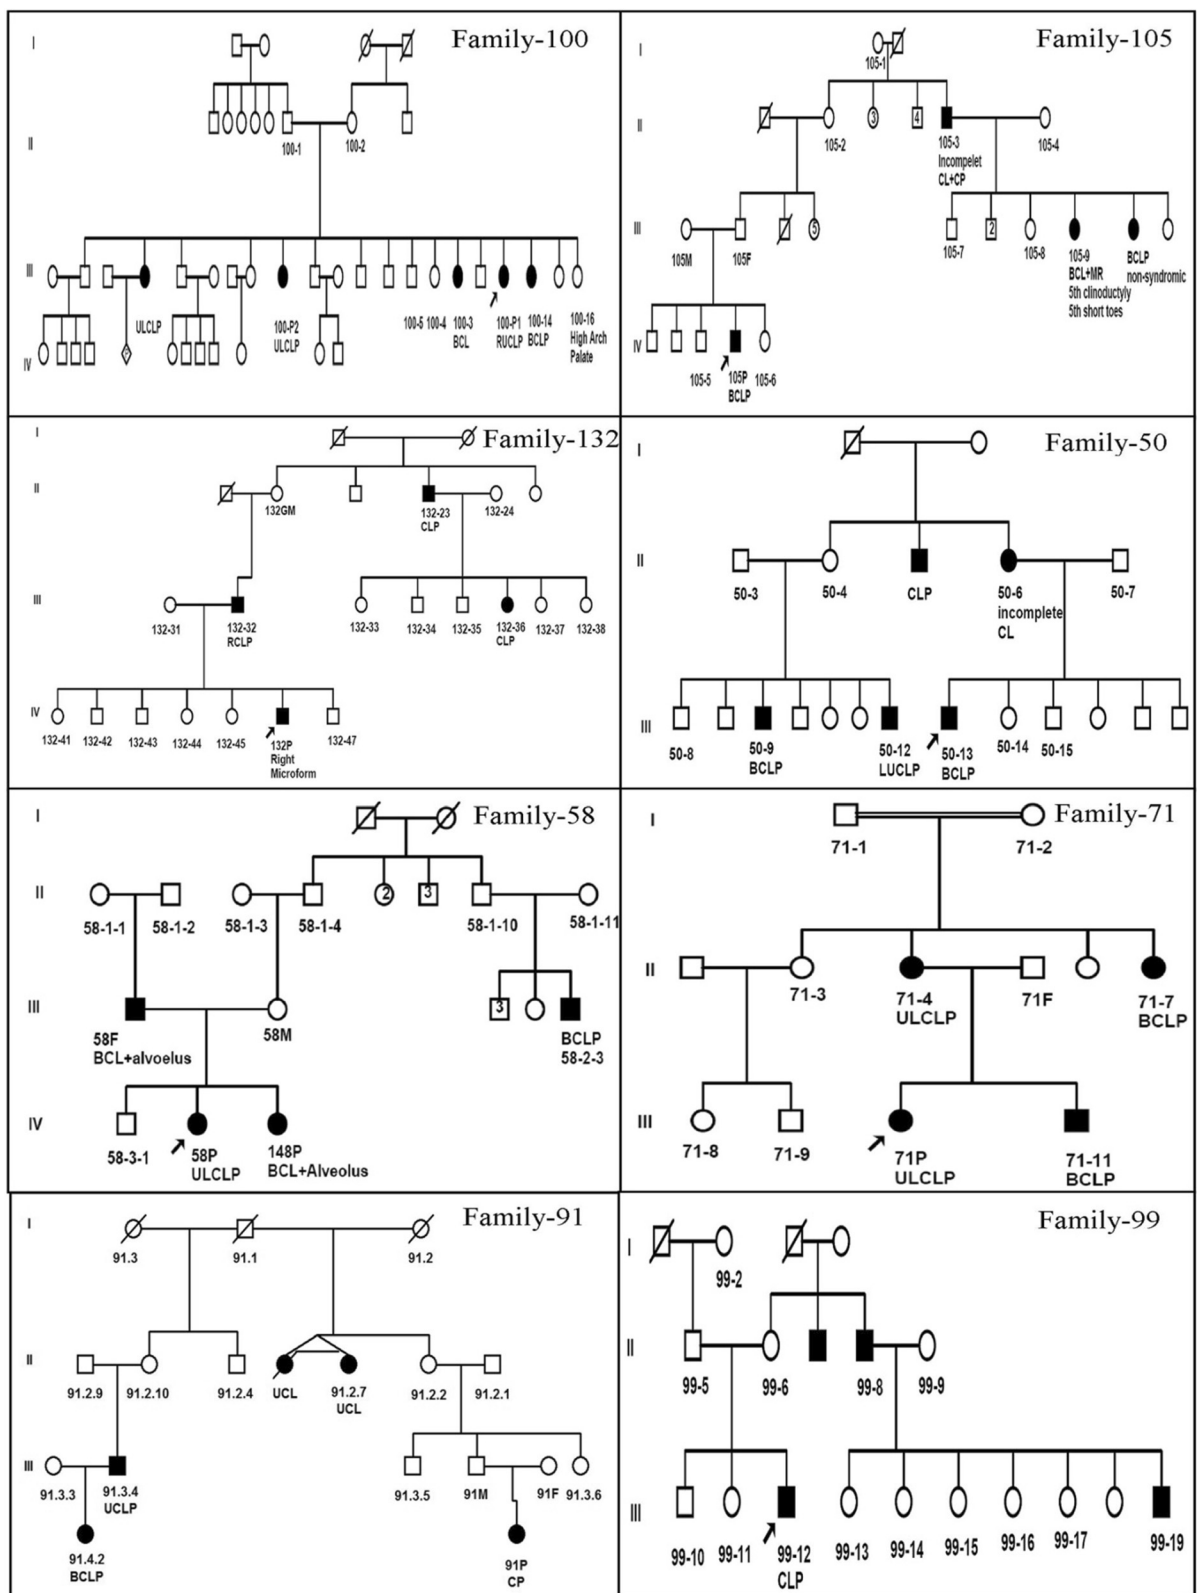 Family-100
I
II
100-1
100-2
III
ULCLP
100-P2
ULCLP
100-5
100-4
100-3
BCL
100-P1
RUCLP
100-14
BCLP
100-16
High Arch
Palate
IV
Family-105
I
105-1
II
3
4
105-2
105-3
Incompelet
CL+CP
105-4
III
2
5
105M
105F
105-7
105-8
105-9
BCL+MR
5th clinoductyly
5th short toes
BCLP
non-syndromic
IV
105-5
105P
BCLP
105-6
Family-132
I
II
132GM
132-23
CLP
132-24
III
132-31
132-32
RCLP
132-33
132-34
132-35
132-36
CLP
132-37
132-38
IV
132-41
132-42
132-43
132-44
132-45
132P
Right
Microform
132-47
Family-50
I
II
50-3
50-4
CLP
50-6
incomplete
CL
50-7
III
50-8
50-9
BCLP
50-12
LUCLP
50-13
BCLP
50-14
50-15
Family-58
I
II
2
3
58-1-1
58-1-2
58-1-3
58-1-4
58-1-10
58-1-11
III
3
58F
BCL+alvoelus
58M
BCLP
58-2-3
IV
58-3-1
58P
ULCLP
148P
BCL+Alveolus
Family-71
I
71-1
71-2
II
71-3
71-4
ULCLP
71F
71-7
BCLP
III
71-8
71-9
71P
ULCLP
71-11
BCLP
Family-91
I
91.3
91.1
91.2
II
91.2.9
91.2.10
91.2.4
UCL
91.2.7
UCL
91.2.2
91.2.1
III
91.3.3
91.3.4
UCLP
91.3.5
91M
91F
91.3.6
91.4.2
BCLP
91P
CP
Family-99
I
99-2
II
99-5
99-6
99-8
99-9
III
99-10
99-11
99-12
CLP
99-13
99-14
99-15
99-16
99-17
99-19